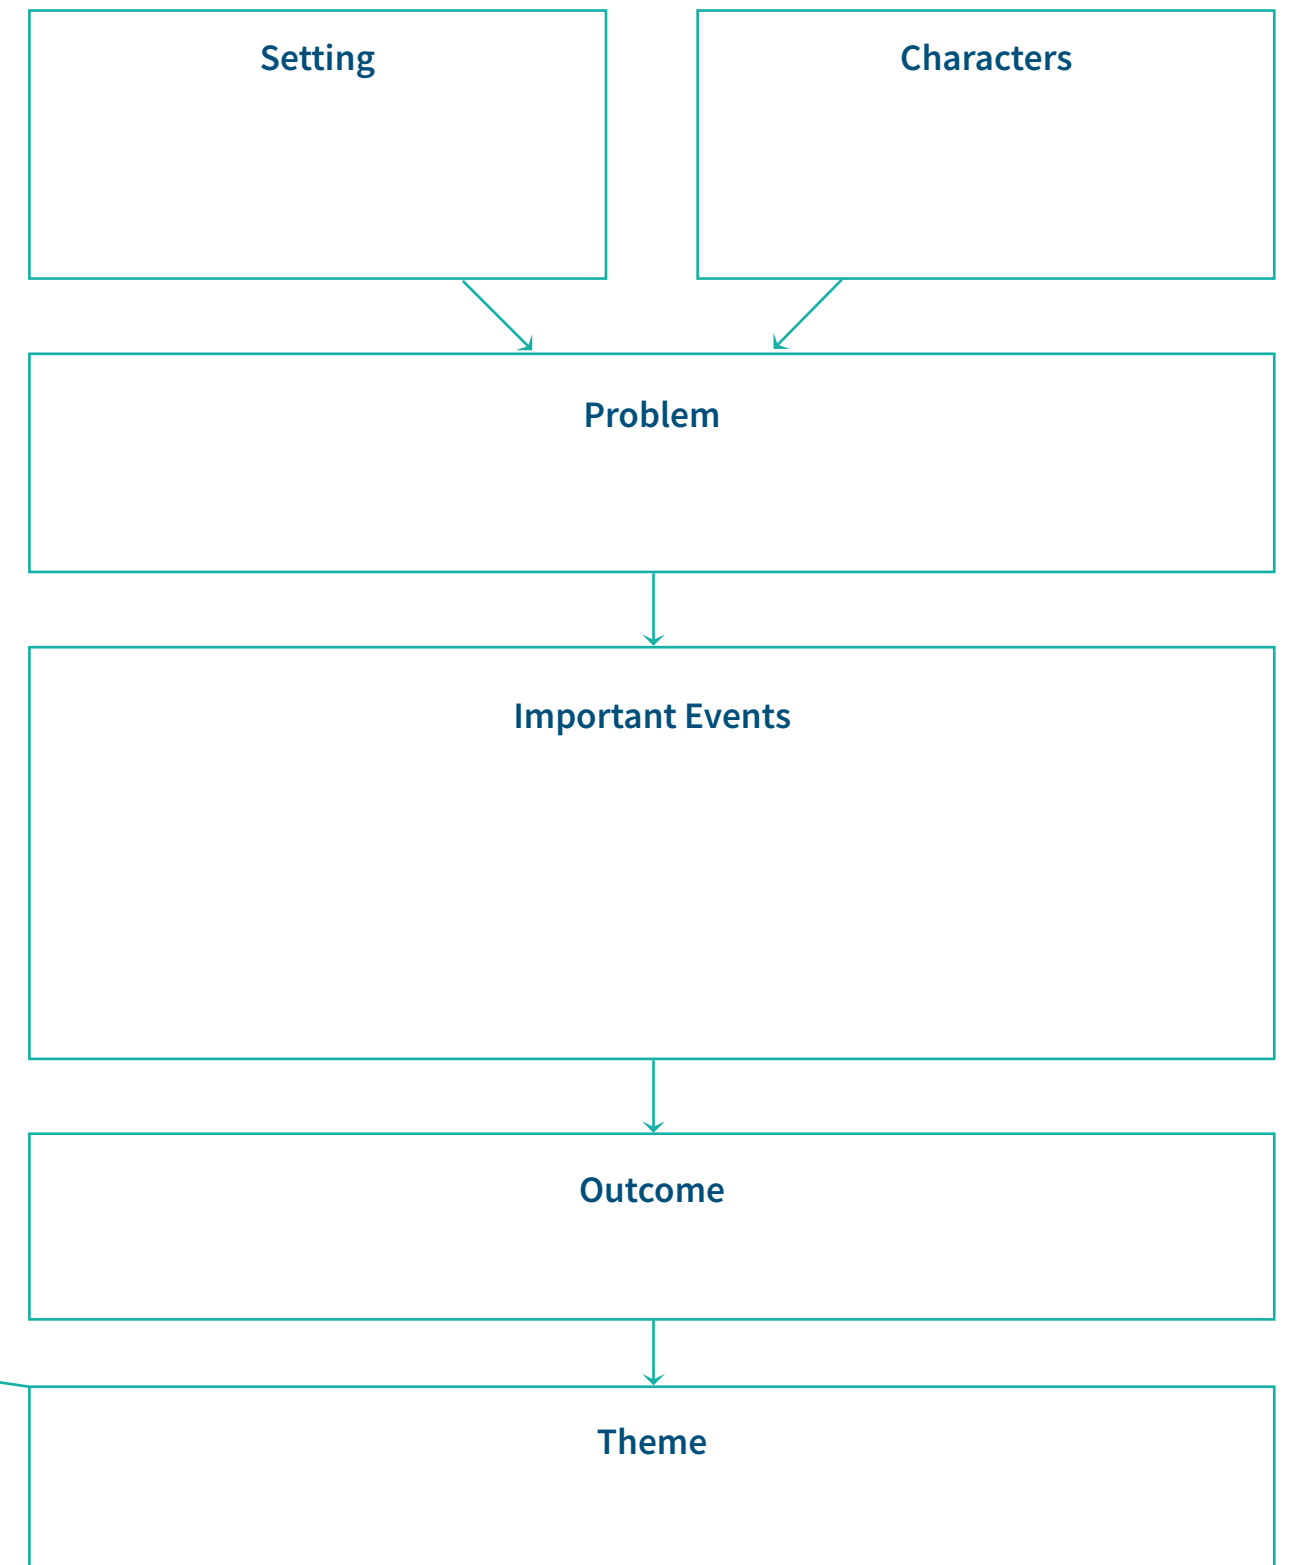 Setting
Characters
Problem
Important Events
Outcome
Theme